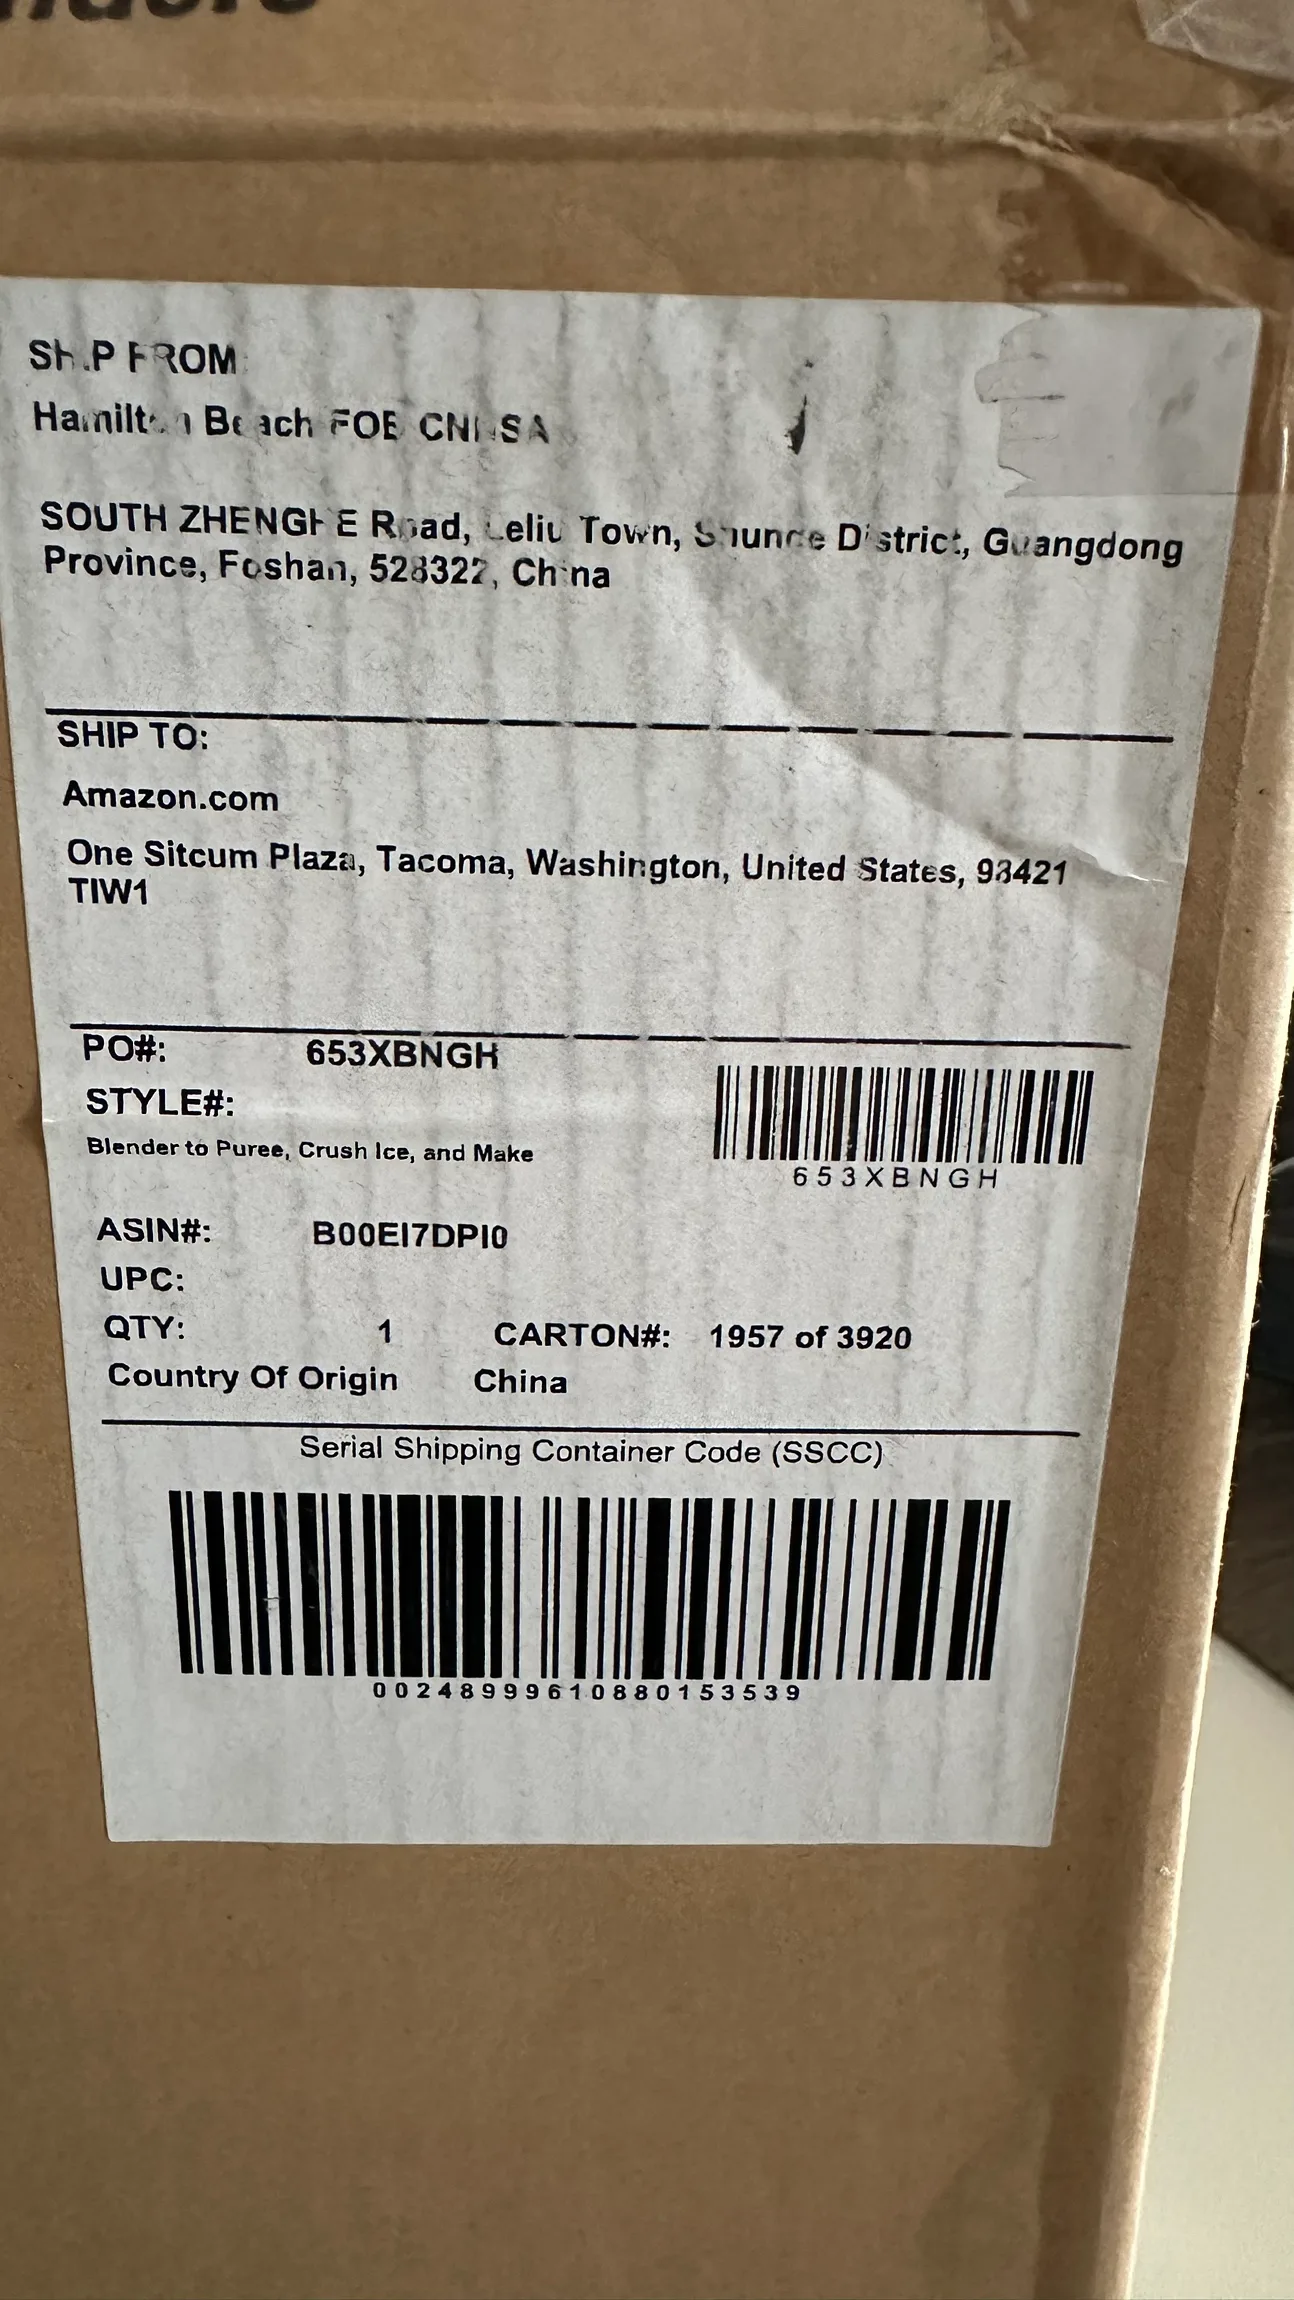 SHIP FROM:
Hamilton Beach FOB
SOUTH ZHENGHE Road, Leliu Town, Shunde District, Guangdong
Province, Foshan, 528322, China
SHIP TO:
Amazon.com
One Sitcum Plaza, Tacoma, Washington, United States, 98421
TIW1
PO#: 653XBNGH
STYLE#:
653XBNGH
Blender to Puree, Crush Ice, and Make
ASIN#: B00EI7DPI0
UPC:
QTY: 1 CARTON#: 1957 of 3920
Country Of Origin China
Serial Shipping Container Code (SSCC)
00248999610880153539